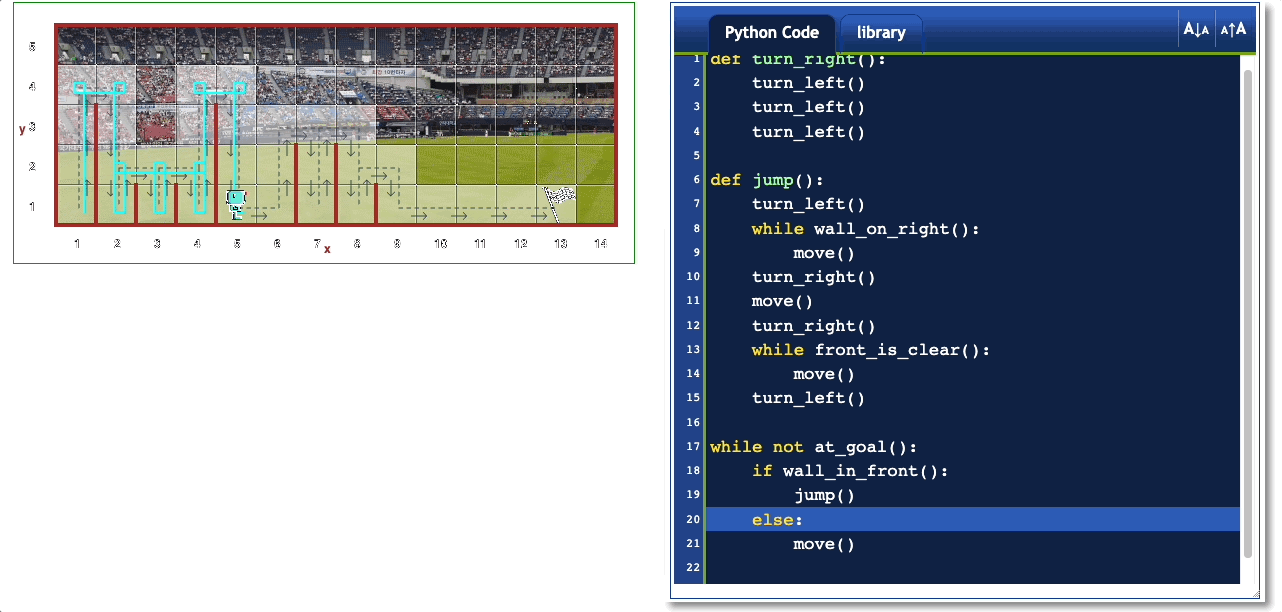 5
4
y 3
2
1
1 2 3 4 5 6 7 8 9 10 11 12 13 14
x
Python Code library A↓A A↑A
1 def turn_right():
2 turn_left()
3 turn_left()
4 turn_left()
5
6 def jump():
7 turn_left()
8 while wall_on_right():
9 move()
10 turn_right()
11 move()
12 turn_right()
13 while front_is_clear():
14 move()
15 turn_left()
16
17 while not at_goal():
18 if wall_in_front():
19 jump()
20 else:
21 move()
22